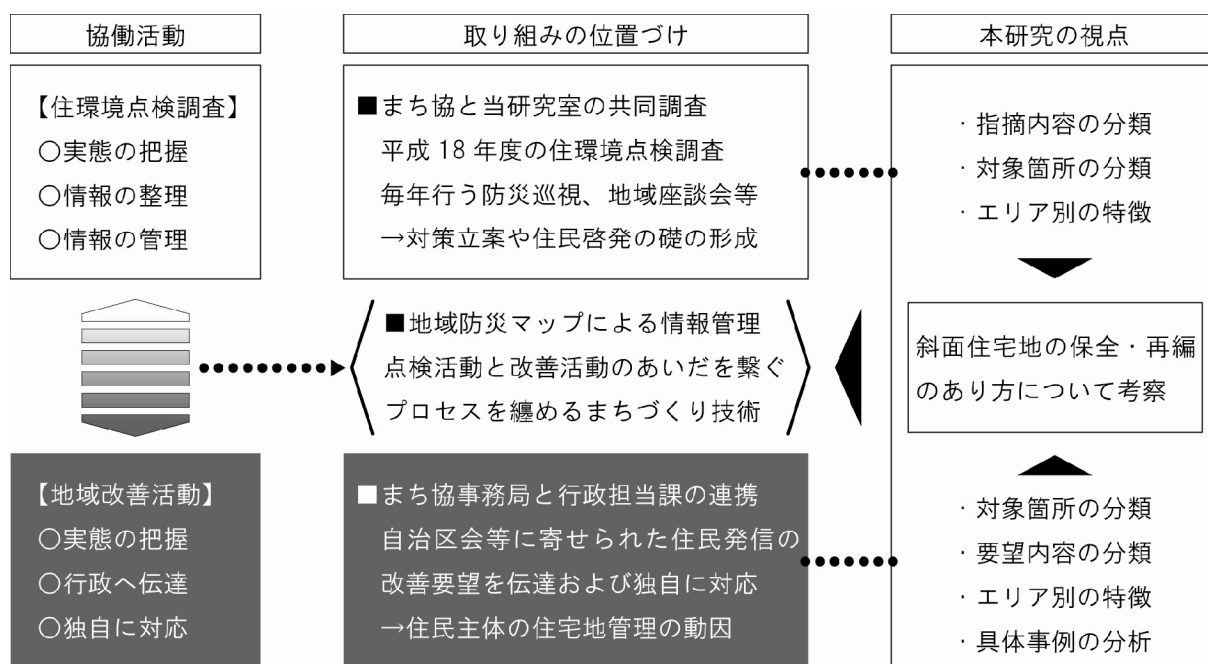 協働活動
【住環境点検調査】
○実態の把握
○情報の整理
○情報の管理
【地域改善活動】
○実態の把握
○行政へ伝達
○独自に対応
取り組みの位置づけ
■まち協と当研究室の共同調査
平成18年度の住環境点検調査
毎年行う防災巡視、地域座談会等
→対策立案や住民啓発の礎の形成
■地域防災マップによる情報管理
点検活動と改善活動のあいだを繋ぐ
プロセスを纏めるまちづくり技術
■まち協事務局と行政担当課の連携
自治区会等に寄せられた住民発信の
改善要望を伝達および独自に対応
→住民主体の住宅地管理の動因
本研究の視点
・指摘内容の分類
・対象箇所の分類
・エリア別の特徴
斜面住宅地の保全・再編
のあり方について考察
・対象箇所の分類
・要望内容の分類
・エリア別の特徴
・具体事例の分析